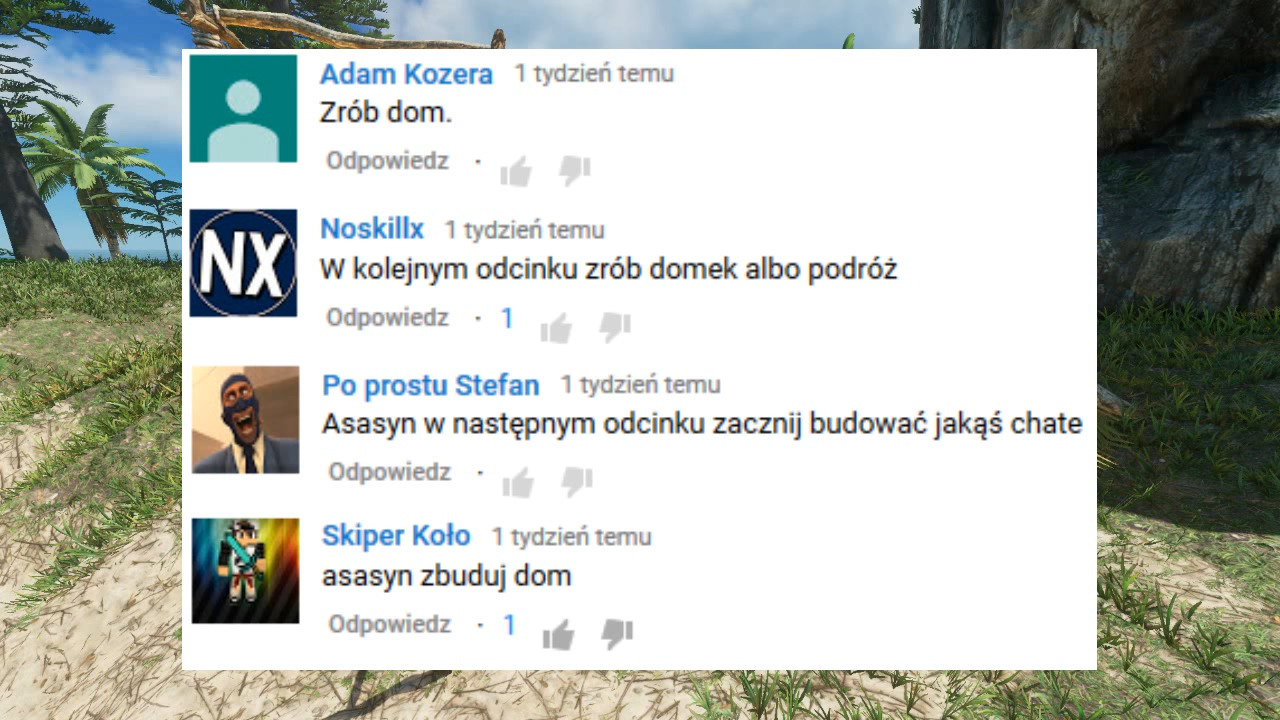 Adam Kozera 1 tydzień temu
Zrób dom.
Odpowiedz ·
NX
Noskillx 1 tydzień temu
W kolejnym odcinku zrób domek albo podróż
Odpowiedz · 1
Po prostu Stefan 1 tydzień temu
Asasyn w następnym odcinku zacznij budować jakąś chate
Odpowiedz ·
Skiper Koło 1 tydzień temu
asasyn zbuduj dom
Odpowiedz · 1